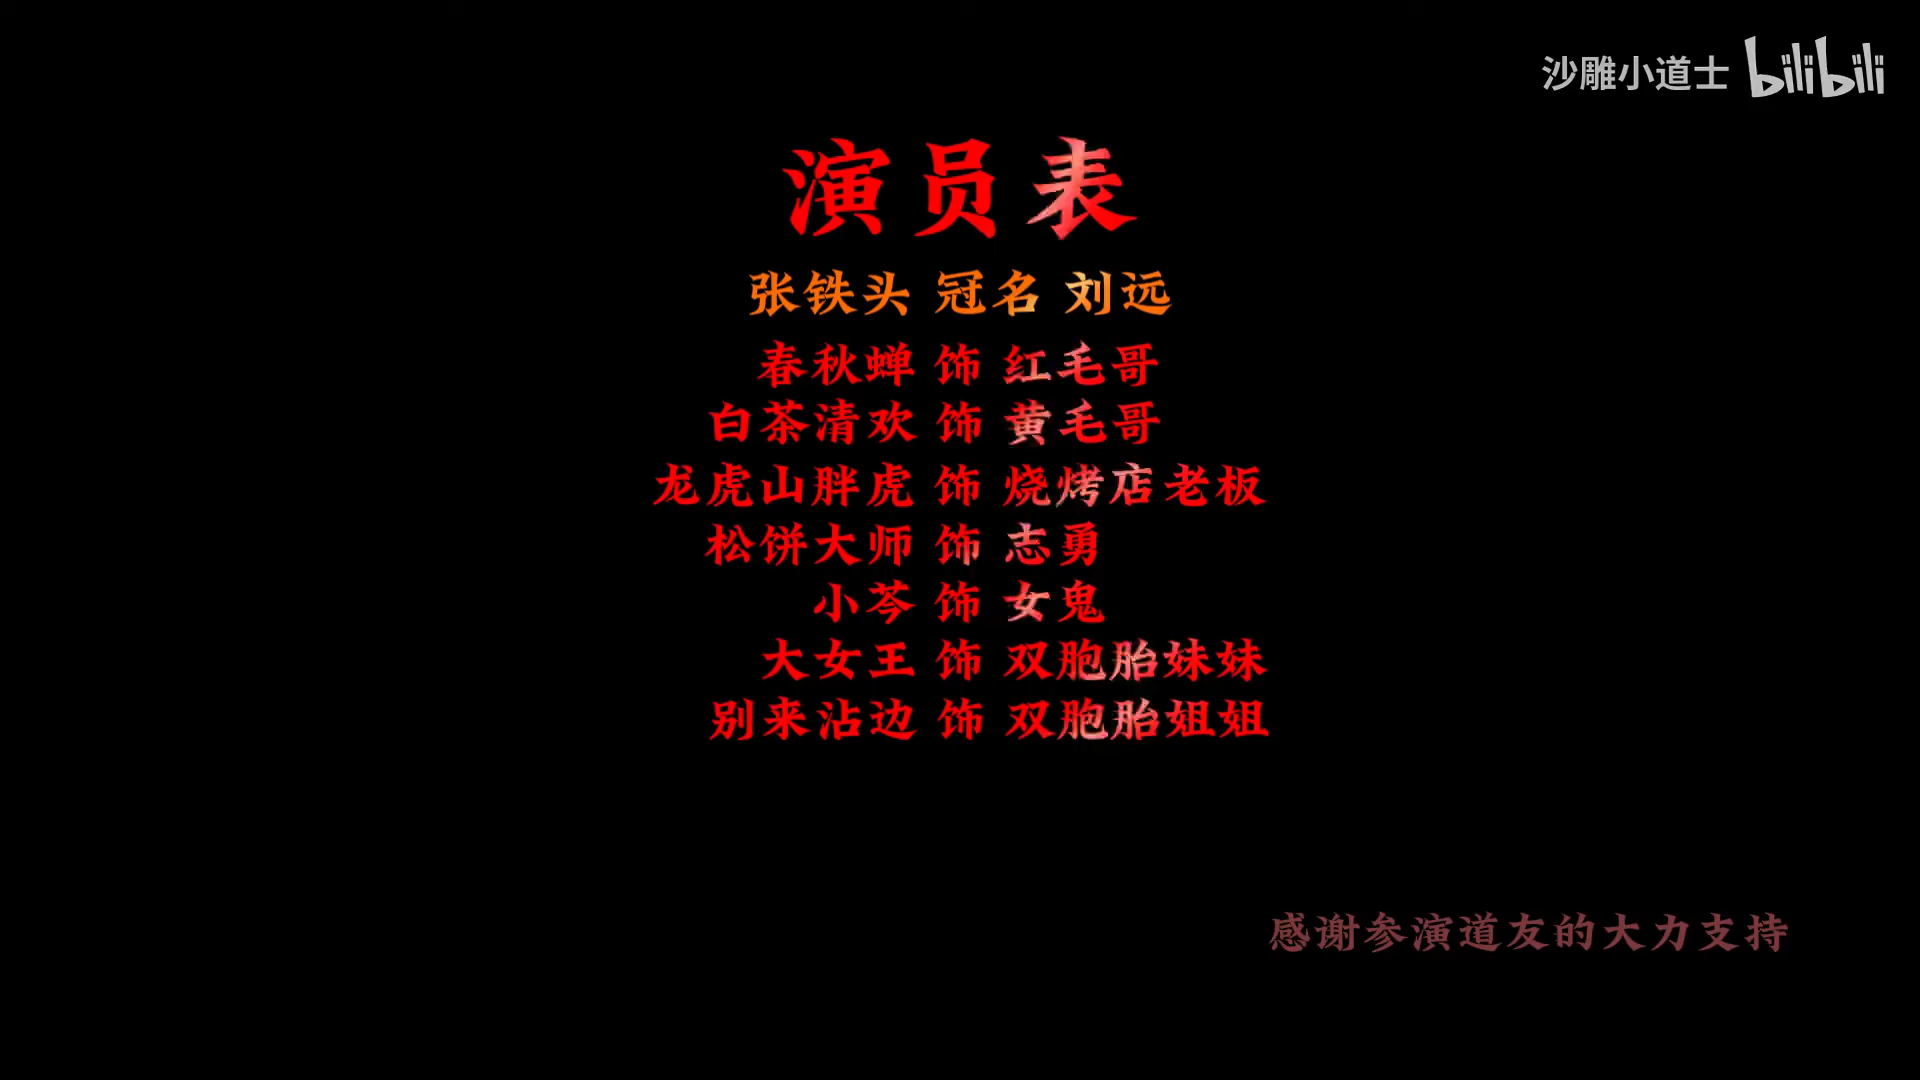 沙雕小道士 bilibili
演员表
张铁头 冠名 刘远
春秋蝉 饰 红毛哥
白茶清欢 饰 黄毛哥
龙虎山胖虎 饰 烧烤店老板
松饼大师 饰 志勇
小芩 饰 女鬼
大女王 饰 双胞胎妹妹
别来沾边 饰 双胞胎姐姐
感谢参演道友的大力支持